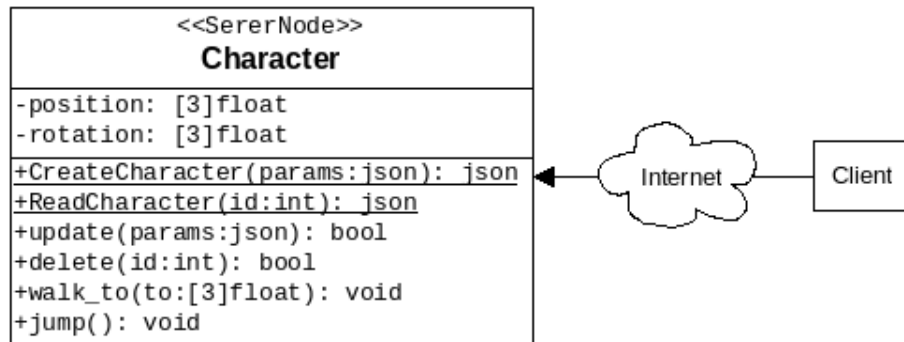 <<SererNode>>
Character
-position: [3]float
-rotation: [3]float
+CreateCharacter(params:json): json
+ReadCharacter(id:int): json
+update(params:json): bool
+delete(id:int): bool
+walk_to(to:[3]float): void
+jump(): void
Internet
Client